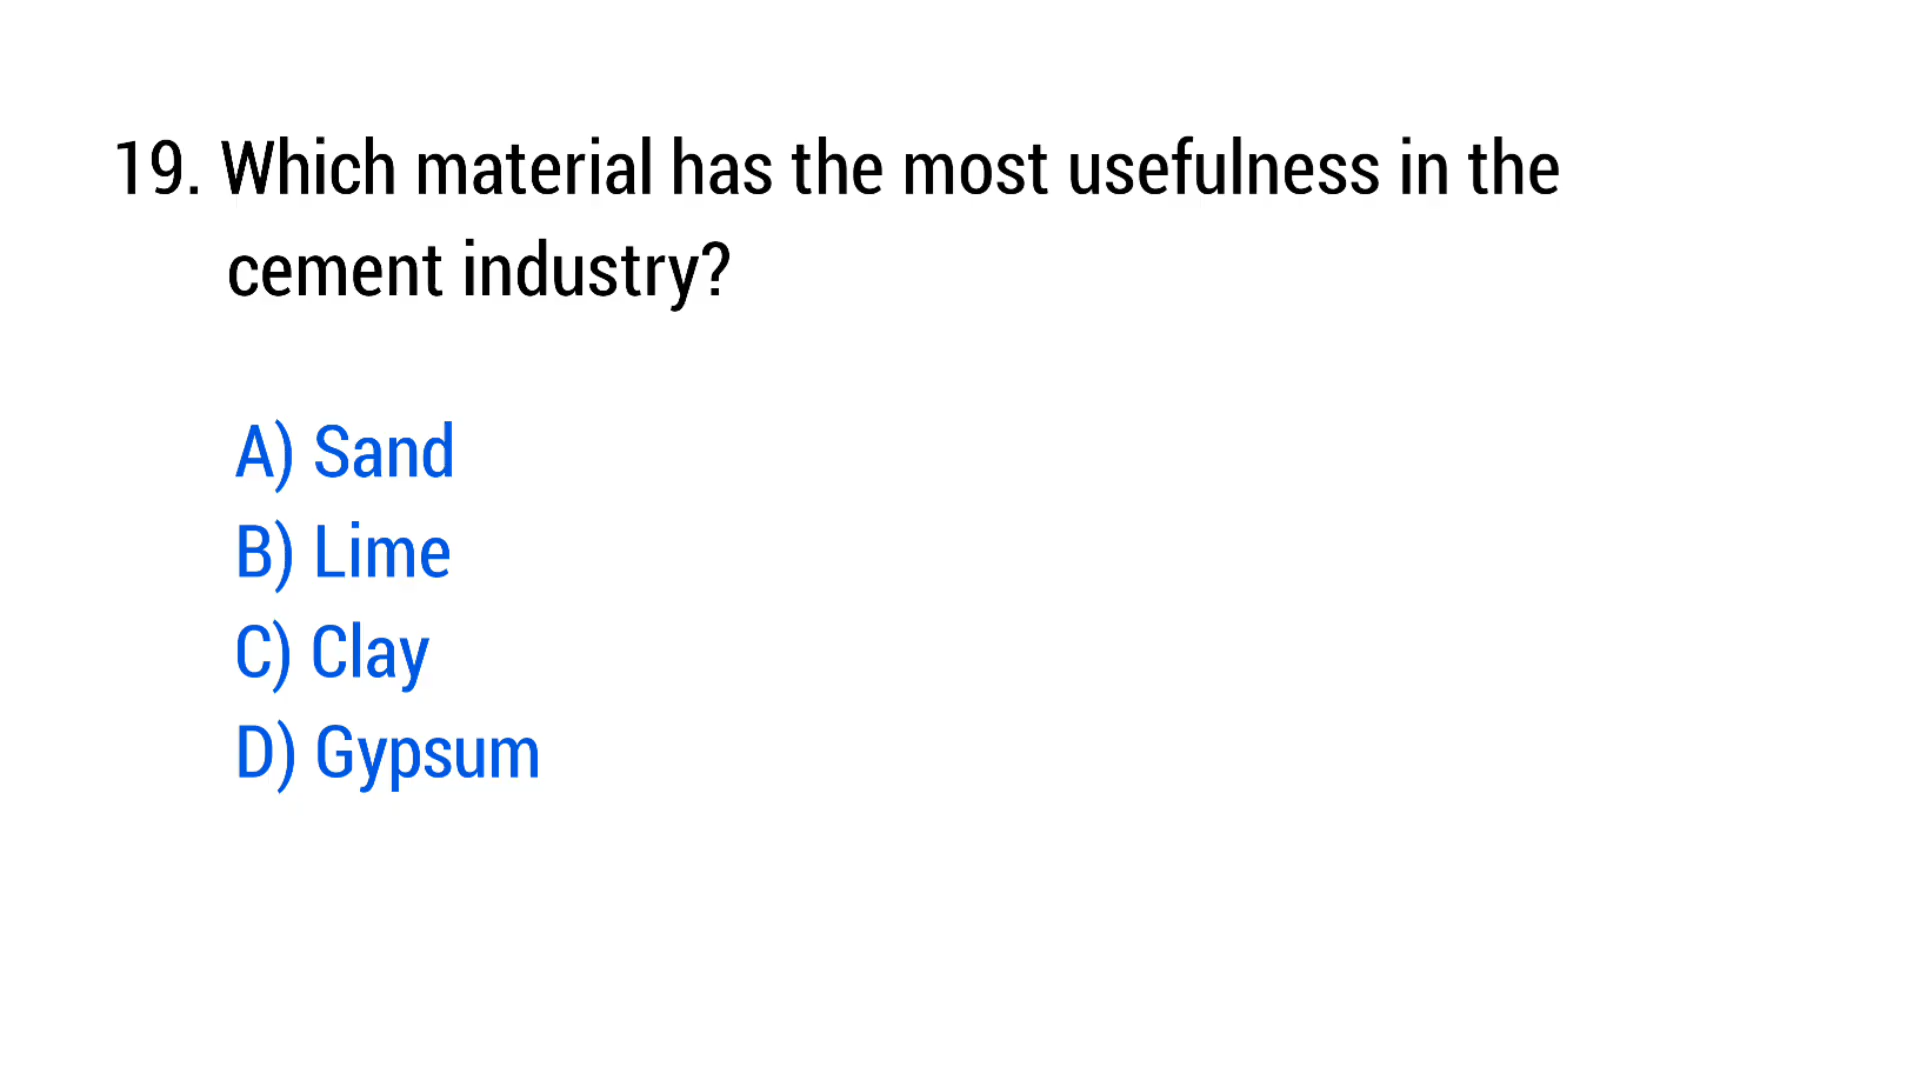 19. Which material has the most usefulness in the
cement industry?
A) Sand
B) Lime
C) Clay
D) Gypsum